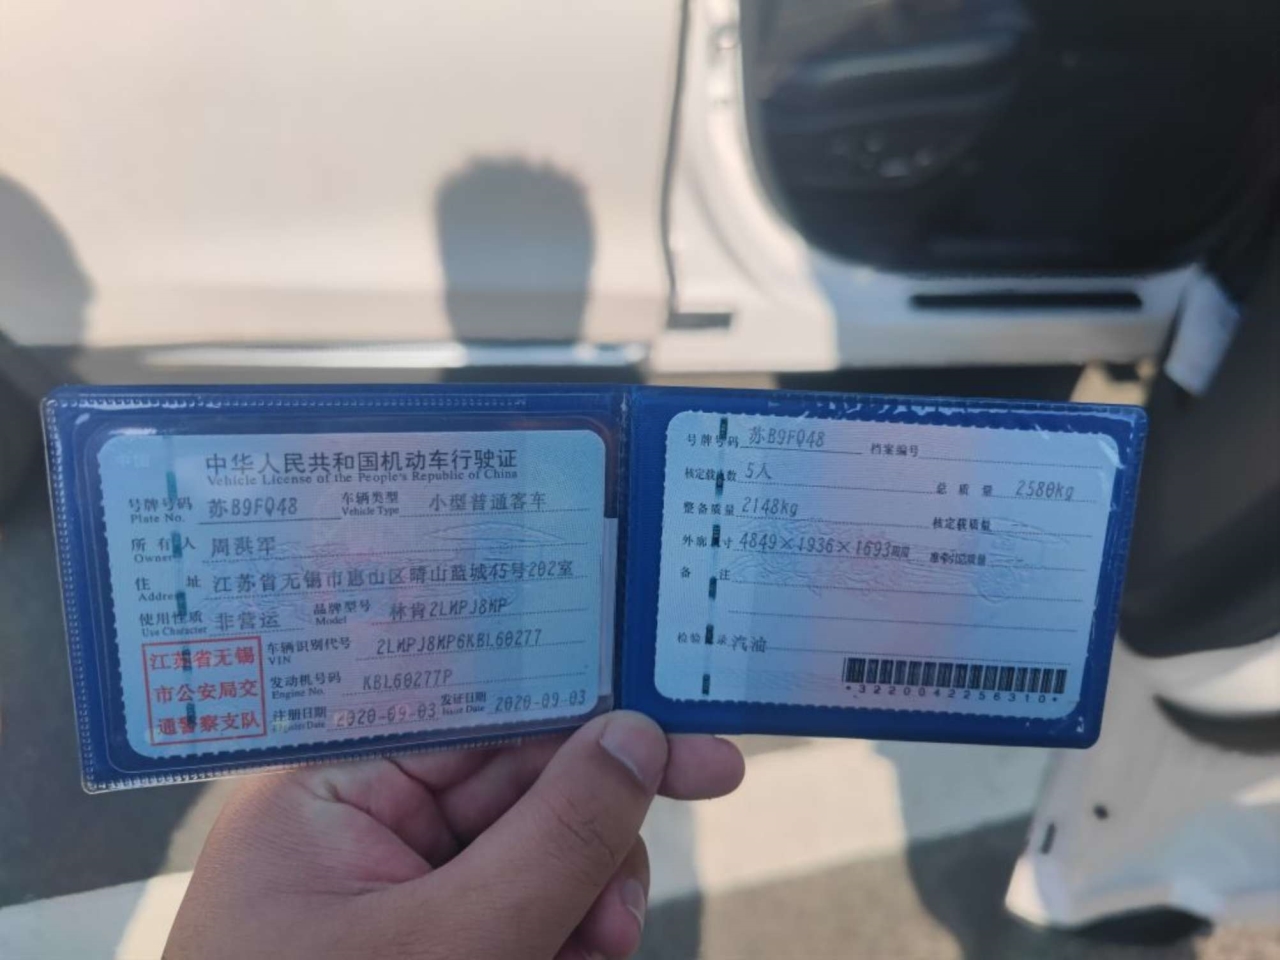 中华人民共和国机动车行驶证
Vehicle License of the People's Republic of China
号牌号码 苏B9FQ48 车辆类型 小型普通客车
Plate No. Vehicle Type
所有人 周洪军
Owner
住址 江苏省无锡市惠山区晴山蓝城45号202室
Address
使用性质 非营运 品牌型号 林肯2LMPJ8MP
Use Character Model
车辆识别代号 2LMPJ8MP6KBL60277
VIN
发动机号码 KBL60277P
Engine No.
注册日期 2020-09-03 发证日期 2020-09-03
Register Date Issue Date
江苏省无锡
市公安局交
通警察支队
号牌号码 苏B9FQ48 档案编号
核定载人数 5人 总质量 2580kg
整备质量 2148kg 核定载质量 --
外廓尺寸 4849×1936×1693mm 准牵引总质量 --
备注
检验记录 汽油
*3220042256310*